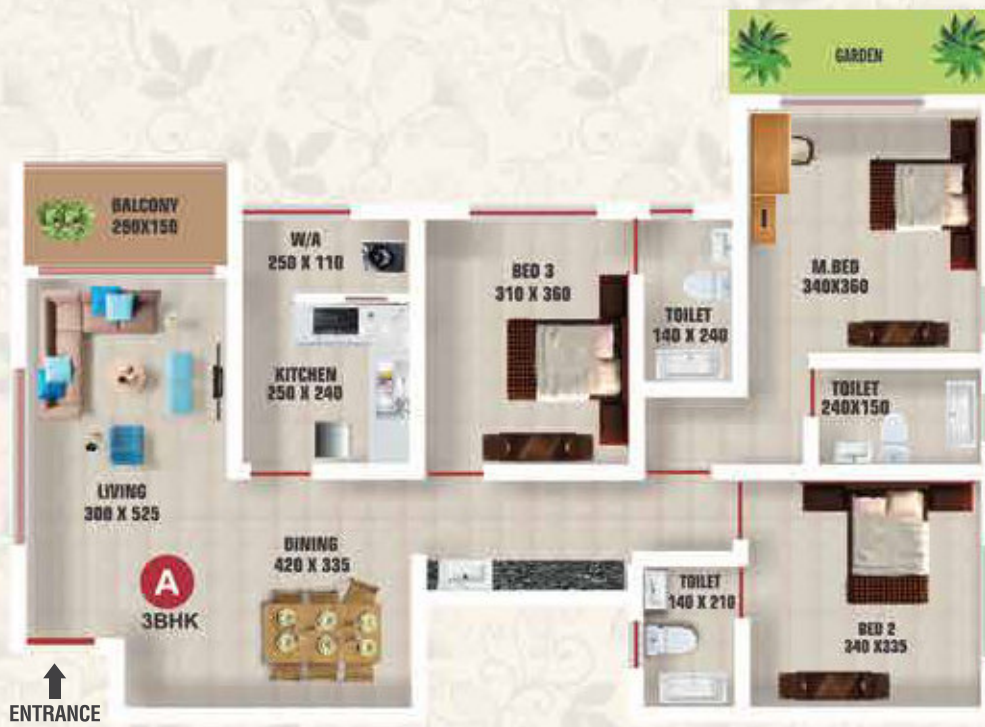 GARDEN
BALCONY
250X150
W/A
250 X 110
BED 3
310 X 360
M.BED
340X360
TOILET
140 X 240
KITCHEN
250 X 240
TOILET
240X150
LIVING
300 X 525
DINING
420 X 335
A
3BHK
TOILET
140 X 210
BED 2
340 X335
ENTRANCE